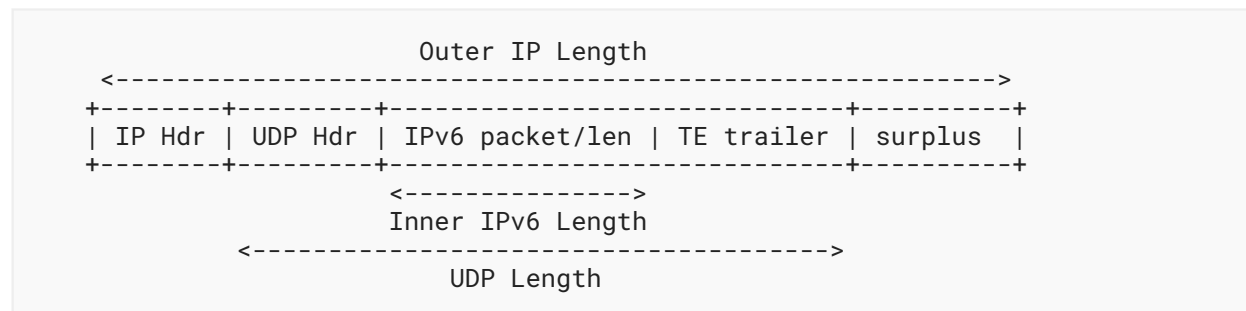 Outer IP Length
<---------------------------------------------------------->
+--------+---------+------------------------------+----------+
| IP Hdr | UDP Hdr | IPv6 packet/len | TE trailer | surplus  |
+--------+---------+------------------------------+----------+
<--------------->
Inner IPv6 Length
<-------------------------------------->
UDP Length